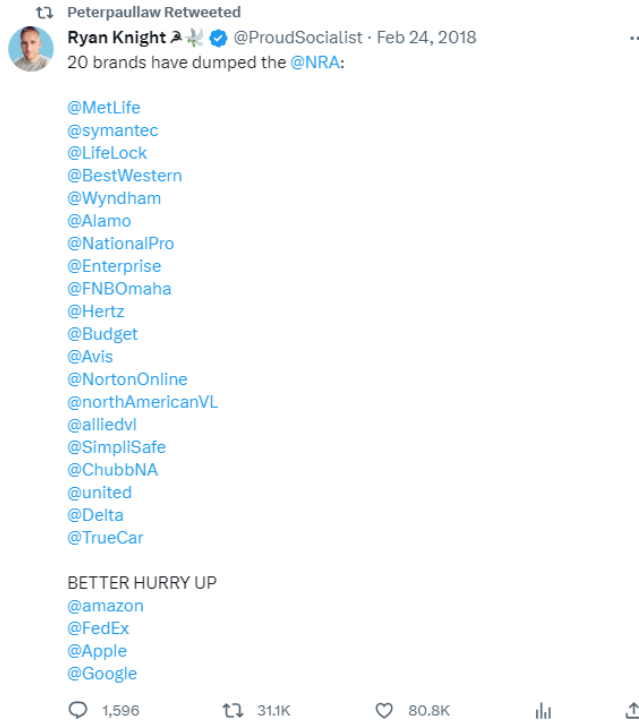 Peterpaullaw Retweeted
Ryan Knight ☭🕊 @ProudSocialist · Feb 24, 2018
20 brands have dumped the @NRA:
@MetLife
@symantec
@LifeLock
@BestWestern
@Wyndham
@Alamo
@NationalPro
@Enterprise
@FNBOmaha
@Hertz
@Budget
@Avis
@NortonOnline
@northAmericanVL
@alliedvl
@SimpliSafe
@ChubbNA
@united
@Delta
@TrueCar
BETTER HURRY UP
@amazon
@FedEx
@Apple
@Google
1,596 31.1K 80.8K